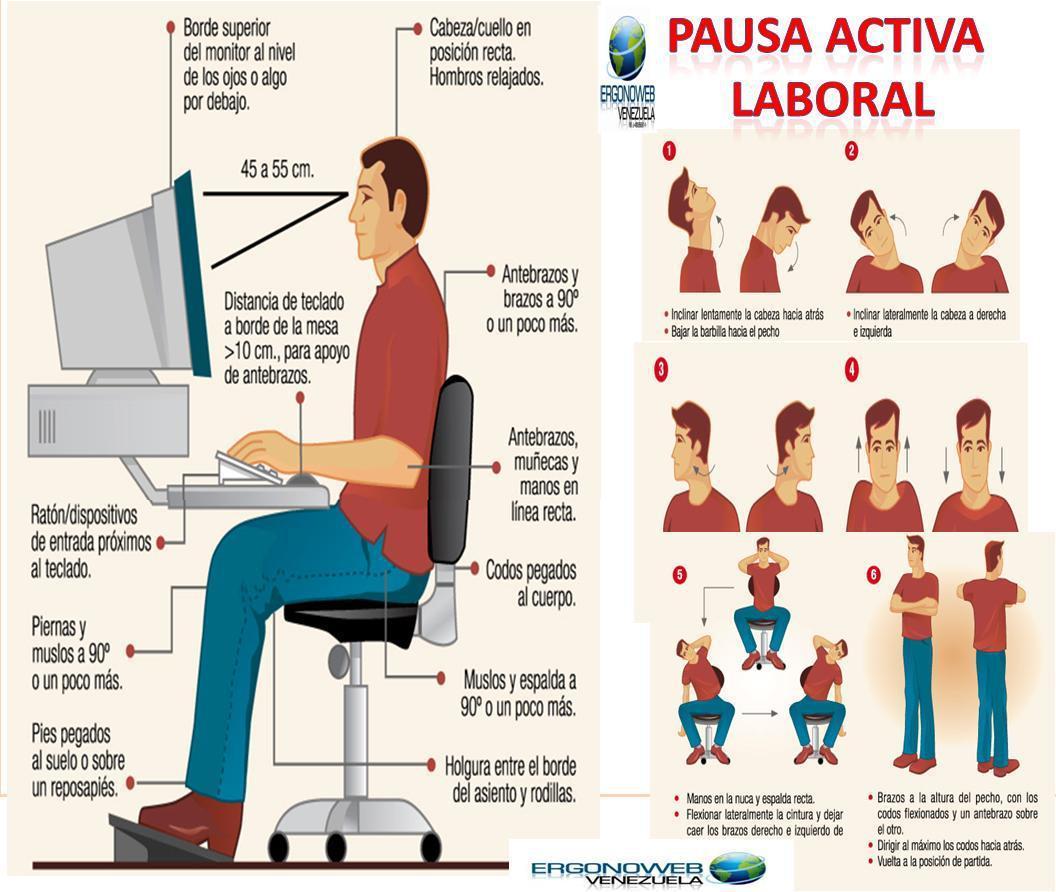 Borde superior
del monitor al nivel
de los ojos o algo
por debajo.
Cabeza/cuello en
posición recta.
Hombros relajados.
45 a 55 cm.
Distancia de teclado
a borde de la mesa
>10 cm., para apoyo
de antebrazos.
Antebrazos y
brazos a 90º
o un poco más.
Antebrazos,
muñecas y
manos en
línea recta.
Ratón/dispositivos
de entrada próximos
al teclado.
Codos pegados
al cuerpo.
Piernas y
muslos a 90º
o un poco más.
Muslos y espalda a
90º o un poco más.
Pies pegados
al suelo o sobre
un reposapiés.
Holgura entre el borde
del asiento y rodillas.
ERGONOWEB
VENEZUELA
PAUSA ACTIVA
LABORAL
1
• Inclinar lentamente la cabeza hacia atrás
• Bajar la barbilla hacia el pecho
2
• Inclinar lateralmente la cabeza a derecha
e izquierda
3
4
5
• Manos en la nuca y espalda recta.
• Flexionar lateralmente la cintura y dejar
caer los brazos derecho e izquierdo de
6
• Brazos a la altura del pecho, con los
codos flexionados y un antebrazo sobre
el otro.
• Dirigir al máximo los codos hacia atrás.
• Vuelta a la posición de partida.
ERGONOWEB
VENEZUELA